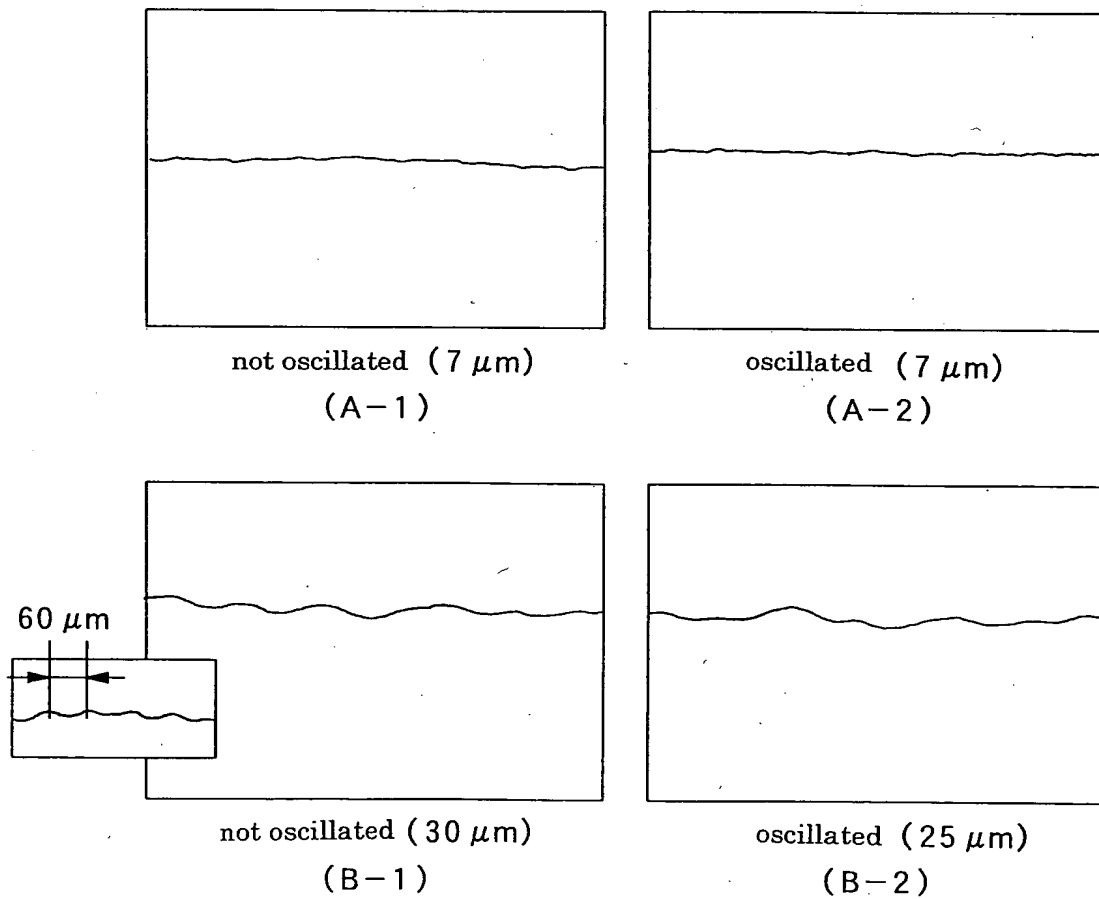 not oscillated (7 μm)
(A-1)
oscillated (7 μm)
(A-2)
60 μm
not oscillated (30 μm)
(B-1)
oscillated (25 μm)
(B-2)